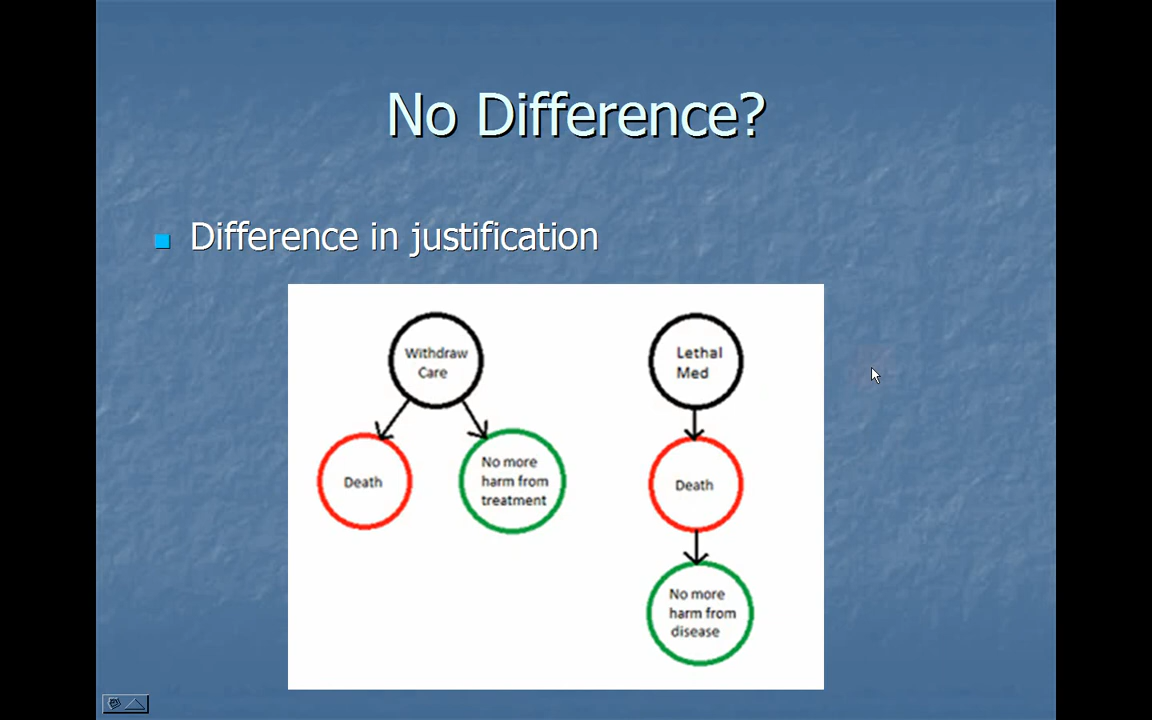 No Difference?
Difference in justification
Withdraw
Care
Death
No more
harm from
treatment
Lethal
Med
Death
No more
harm from
disease